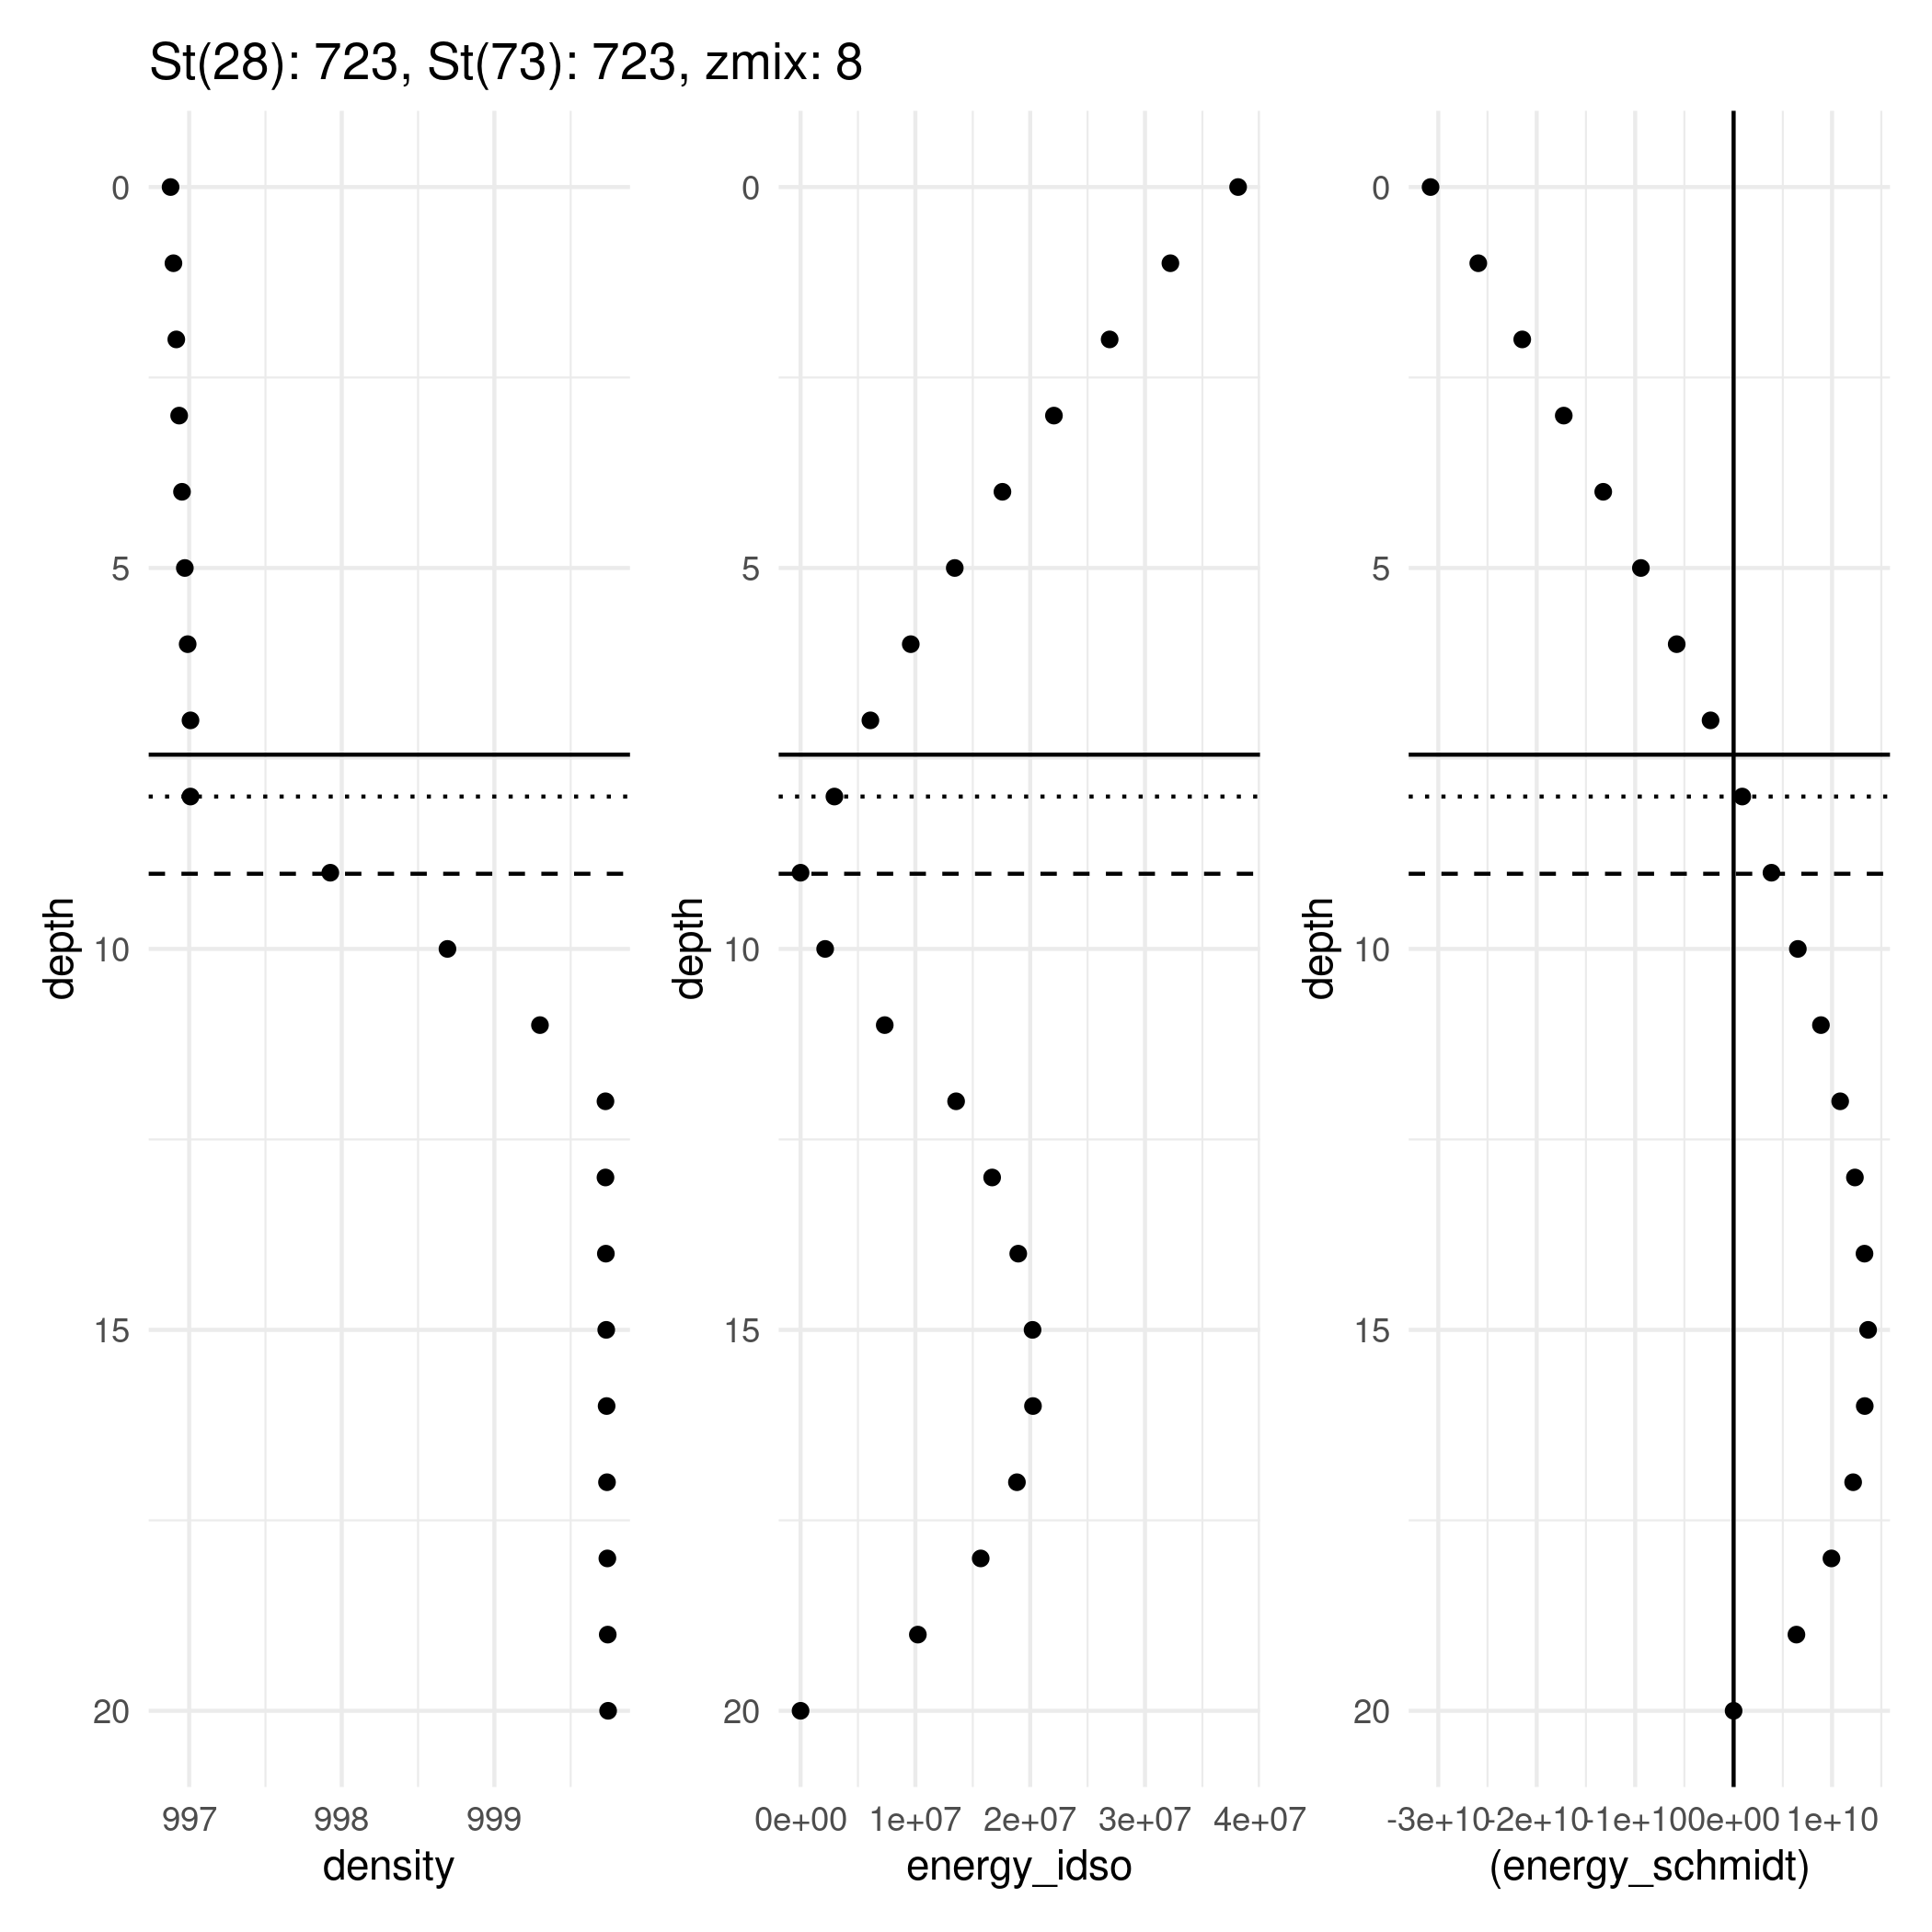 St(28): 723, St(73): 723, zmix: 8
0
5
10
15
20
depth
997 998 999
density
0
5
10
15
20
depth
0e+00 1e+07 2e+07 3e+07 4e+07
energy_idso
0
5
10
15
20
depth
-3e+10 -2e+10 -1e+10 0e+00 1e+10
(energy_schmidt)